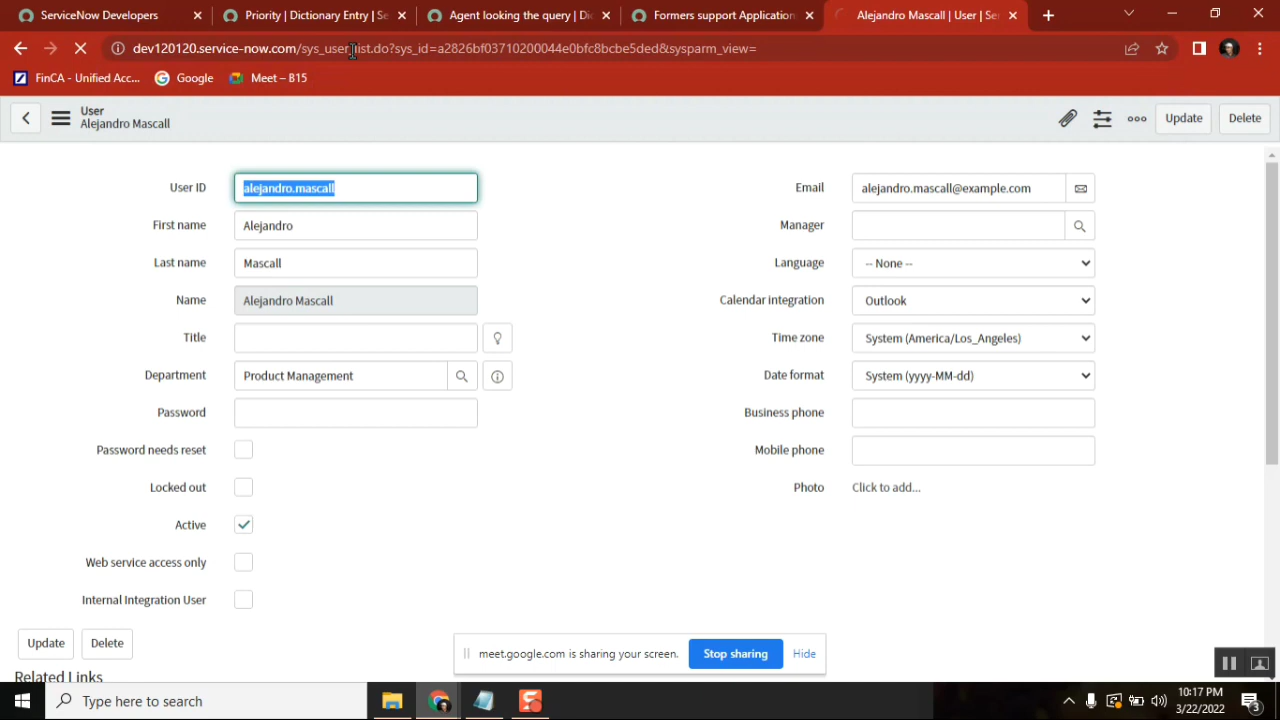 ServiceNow Developers
Priority | Dictionary Entry | Se
Agent looking the query | Dic
Formers support Application
Alejandro Mascall | User | Ser
dev120120.service-now.com/sys_user_list.do?sys_id=a2826bf03710200044e0bfc8bcbe5ded&sysparm_view=
FinCA - Unified Acc...
Google
Meet – B15
User
Alejandro Mascall
Update
Delete
User ID
alejandro.mascall
Email
alejandro.mascall@example.com
First name
Alejandro
Manager
Last name
Mascall
Language
-- None --
Name
Alejandro Mascall
Calendar integration
Outlook
Title
Time zone
System (America/Los_Angeles)
Department
Product Management
Date format
System (yyyy-MM-dd)
Password
Business phone
Password needs reset
Mobile phone
Locked out
Photo
Click to add...
Active
Web service access only
Internal Integration User
Update
Delete
meet.google.com is sharing your screen.
Stop sharing
Hide
Related Links
Type here to search
10:17 PM
3/22/2022
3